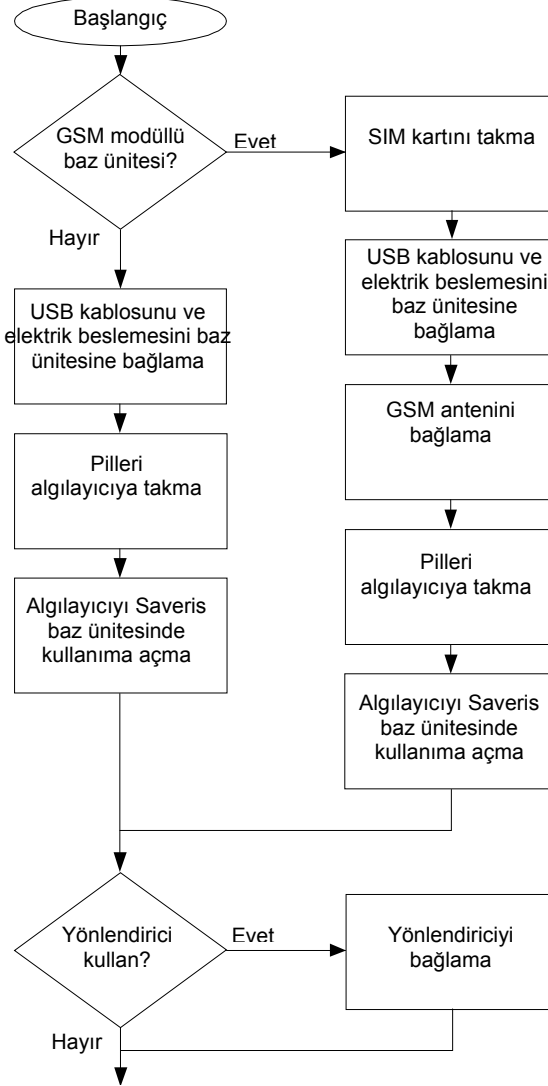 Başlangıç
GSM modüllü
baz ünitesi?
Evet
SIM kartını takma
Hayır
USB kablosunu ve
elektrik beslemesini
baz ünitesine
bağlama
USB kablosunu ve
elektrik beslemesini baz
ünitesine bağlama
GSM antenini
bağlama
Pilleri
algılayıcıya takma
Pilleri
algılayıcıya takma
Algılayıcıyı Saveris
baz ünitesinde
kullanıma açma
Algılayıcıyı Saveris
baz ünitesinde
kullanıma açma
Yönlendirici
kullan?
Evet
Yönlendiriciyi
bağlama
Hayır